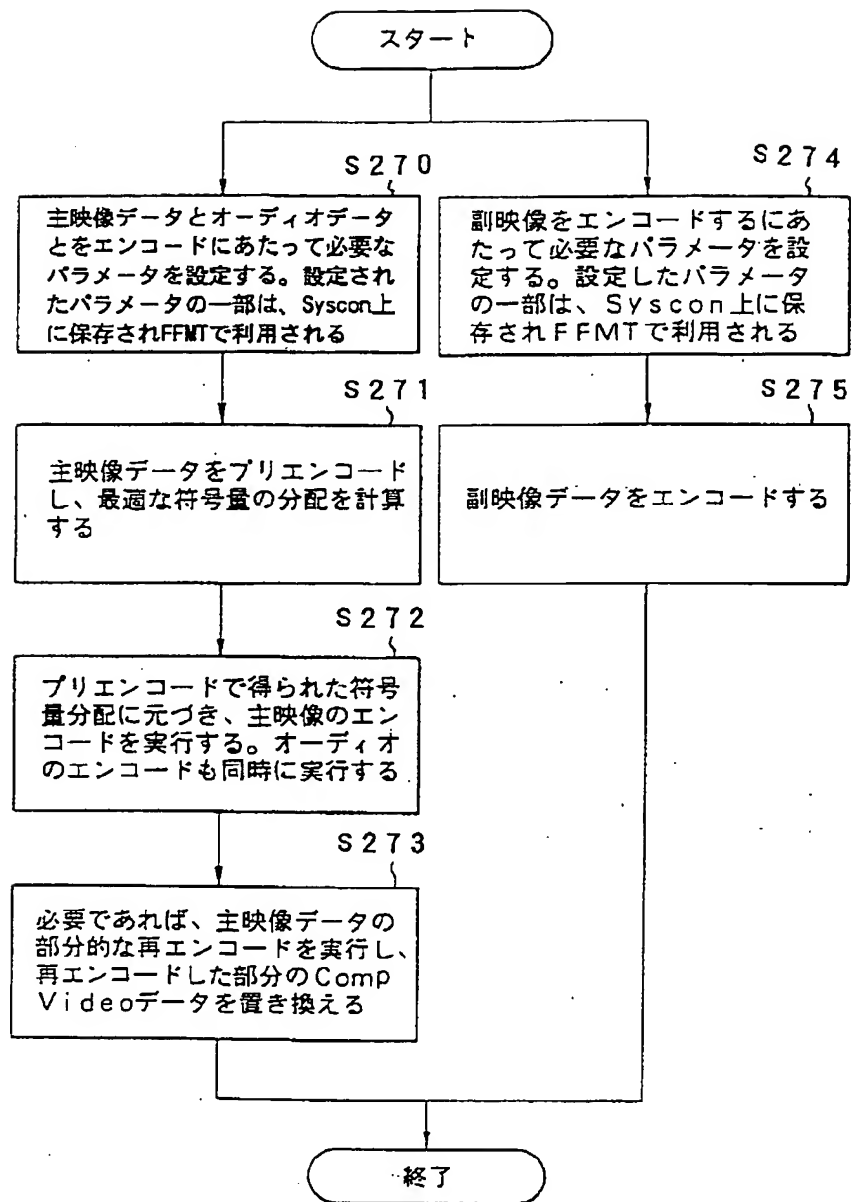 スタート
S270
主映像データとオーディオデータ
とをエンコードにあたって必要な
パラメータを設定する。設定され
たパラメータの一部は、Syscon上
に保存されFFMTで利用される
S271
主映像データをプリエンコード
し、最適な符号量の分配を計算
する
S272
プリエンコードで得られた符号
量分配に元づき、主映像のエン
コードを実行する。オーディオ
のエンコードも同時に実行する
S273
必要であれば、主映像データの
部分的な再エンコードを実行し、
再エンコードした部分のComp
Videoデータを置き換える
S274
副映像をエンコードするにあ
たって必要なパラメータを設
定する。設定したパラメータ
の一部は、Syscon上に保
存されFFMTで利用される
S275
副映像データをエンコードする
終了